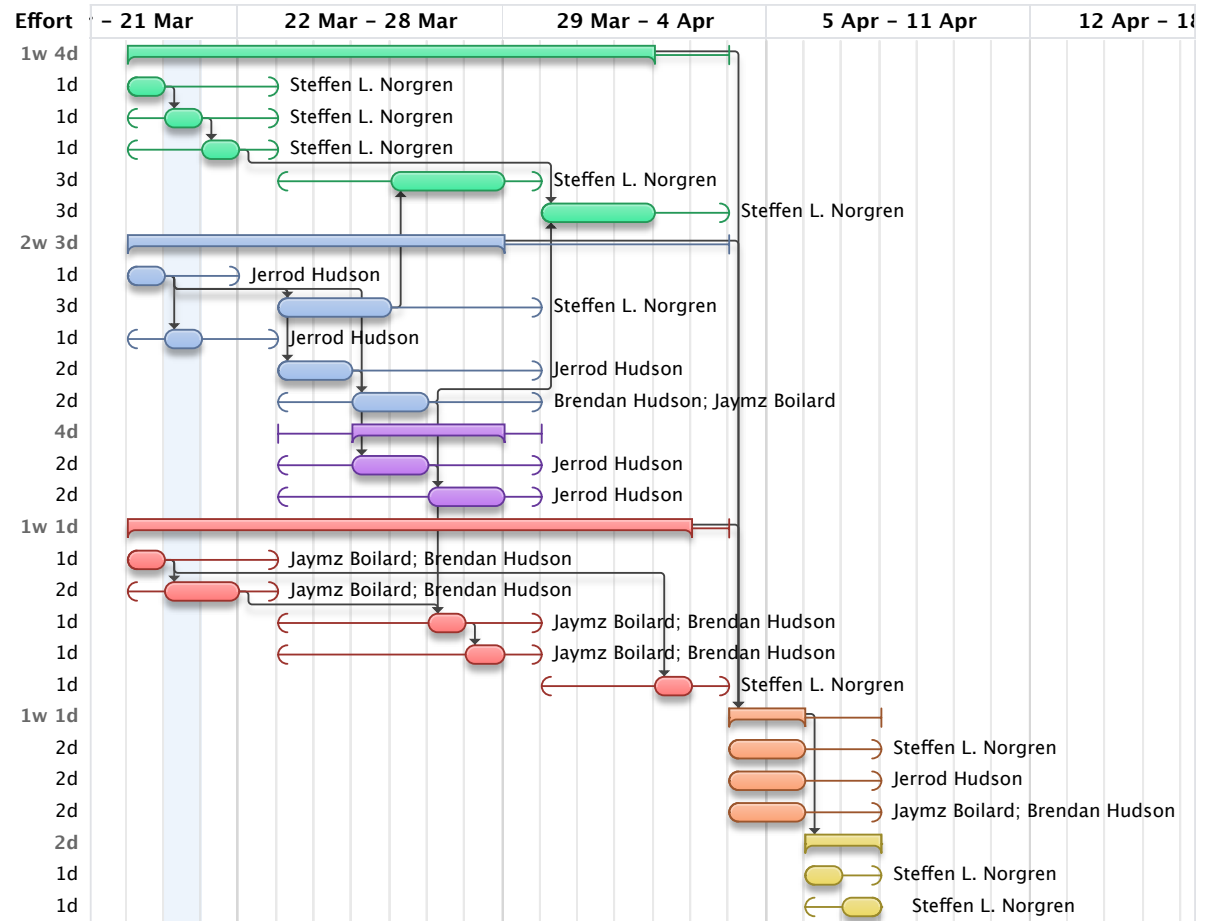 Effort – 21 Mar 22 Mar – 28 Mar 29 Mar – 4 Apr 5 Apr – 11 Apr 12 Apr – 18
1w 4d
1d Steffen L. Norgren
1d Steffen L. Norgren
1d Steffen L. Norgren
3d Steffen L. Norgren
3d Steffen L. Norgren
2w 3d
1d Jerrod Hudson
3d Steffen L. Norgren
1d Jerrod Hudson
2d Jerrod Hudson
2d Brendan Hudson; Jaymz Boilard
4d
2d Jerrod Hudson
2d Jerrod Hudson
1w 1d
1d Jaymz Boilard; Brendan Hudson
2d Jaymz Boilard; Brendan Hudson
1d Jaymz Boilard; Brendan Hudson
1d Jaymz Boilard; Brendan Hudson
1d Steffen L. Norgren
1w 1d
2d Steffen L. Norgren
2d Jerrod Hudson
2d Jaymz Boilard; Brendan Hudson
2d
1d Steffen L. Norgren
1d Steffen L. Norgren